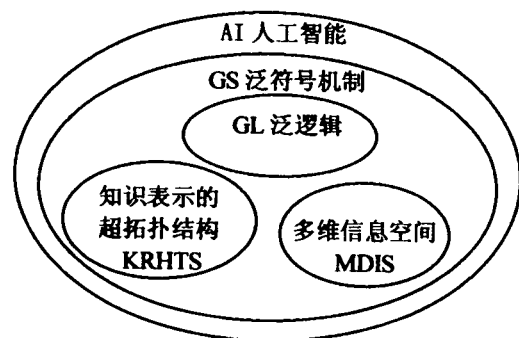 AI 人工智能
GS 泛符号机制
GL 泛逻辑
知识表示的
超拓扑结构
KRHTS
多维信息空间
MDIS